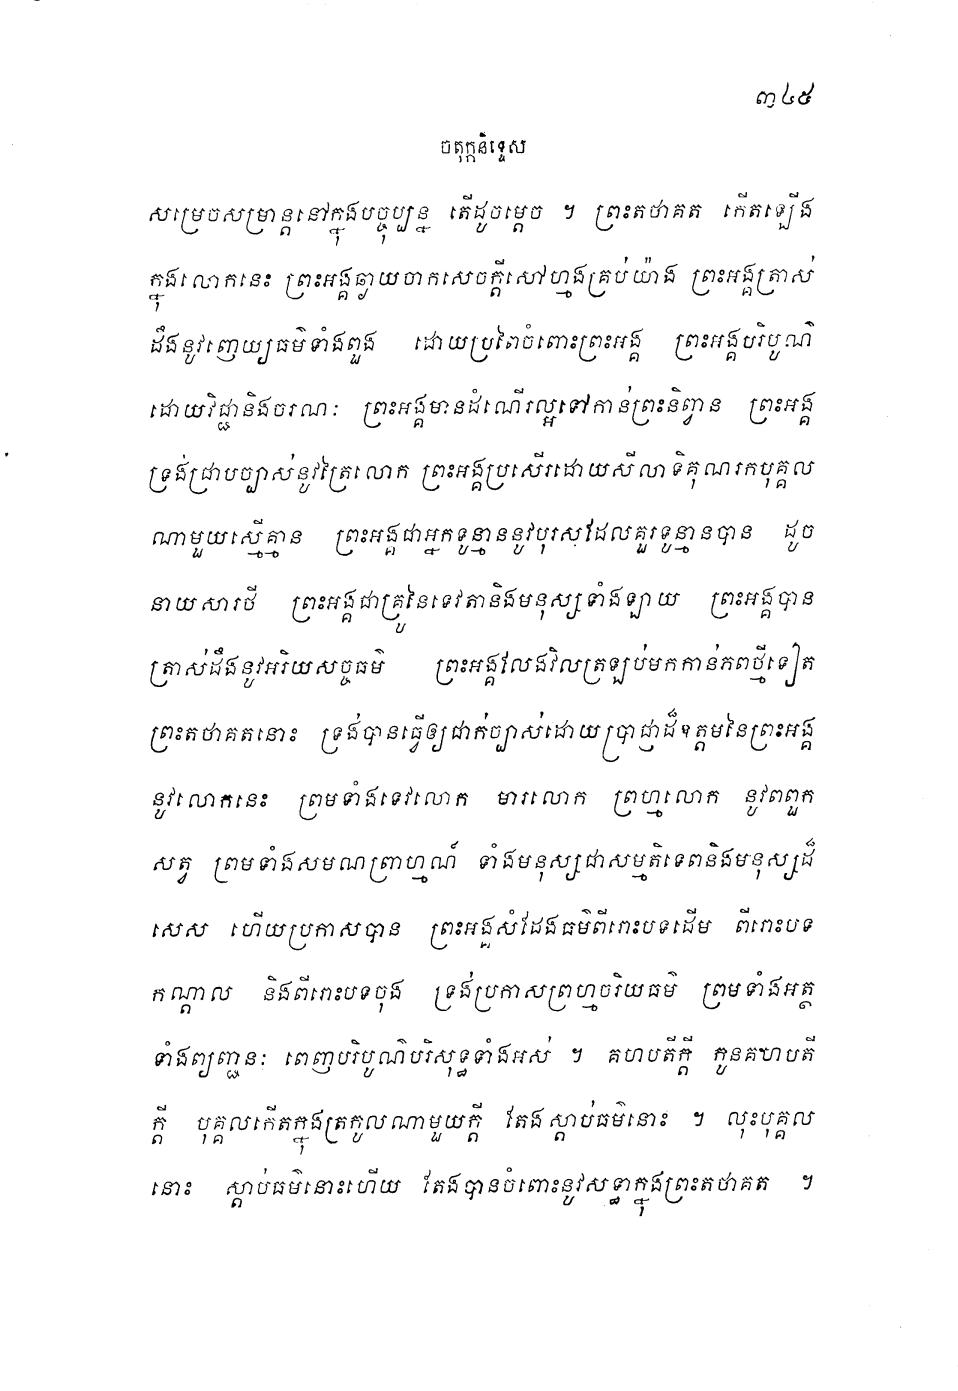 ៣៤៥
ចតុក្កនិទ្ទេស
សម្រេចសម្រាន្តនៅក្នុងបច្ចុប្បន្ន តើដូចម្តេច ។ ព្រះតថាគត កើតឡើង
ក្នុងលោកនេះ ព្រះអង្គឆ្ងាយចាកសេចក្តីសៅហ្មងគ្រប់យ៉ាង ព្រះអង្គត្រាស់
ដឹងនូវញេយ្យធម៌ទាំងពួង ដោយប្រពៃចំពោះព្រះអង្គ ព្រះអង្គបរិបូណ៌
ដោយវិជ្ជានិងចរណៈ ព្រះអង្គមានដំណើរល្អទៅកាន់ព្រះនិព្វាន ព្រះអង្គ
ទ្រង់ជ្រាបច្បាស់នូវត្រៃលោក ព្រះអង្គប្រសើរដោយសីលាទិគុណរកបុគ្គល
ណាមួយស្មើគ្មាន ព្រះអង្គជាអ្នកទូន្មាននូវបុរសដែលគួរទូន្មានបាន ដូច
នាយសារថី ព្រះអង្គជាគ្រូនៃទេវតានិងមនុស្សទាំងឡាយ ព្រះអង្គបាន
ត្រាស់ដឹងនូវអរិយសច្ចធម៌ ព្រះអង្គលែងវិលត្រឡប់មកកាន់ភពថ្មីទៀត
ព្រះតថាគតនោះ ទ្រង់បានធ្វើឲ្យជាក់ច្បាស់ដោយប្រាជ្ញាដ៏ឧត្តមនៃព្រះអង្គ
នូវលោកនេះ ព្រមទាំងទេវលោក មារលោក ព្រហ្មលោក នូវពពួក
សត្វ ព្រមទាំងសមណព្រាហ្មណ៍ ទាំងមនុស្សជាសម្មតិទេពនិងមនុស្សដ៏
សេស ហើយប្រកាសបាន ព្រះអង្គសំដែងធម៌ពីរោះបទដើម ពីរោះបទ
កណ្តាល និងពីរោះបទចុង ទ្រង់ប្រកាសព្រហ្មចរិយធម៌ ព្រមទាំងអត្ថ
ទាំងព្យញ្ជនៈ ពេញបរិបូណ៌បរិសុទ្ធទាំងអស់ ។ គហបតីក្តី កូនគហបតី
ក្តី បុគ្គលកើតក្នុងត្រកូលណាមួយក្តី តែងស្តាប់ធម៌នោះ ។ លុះបុគ្គល
នោះ ស្តាប់ធម៌នោះហើយ តែងបានចំពោះនូវសទ្ធាក្នុងព្រះតថាគត ។